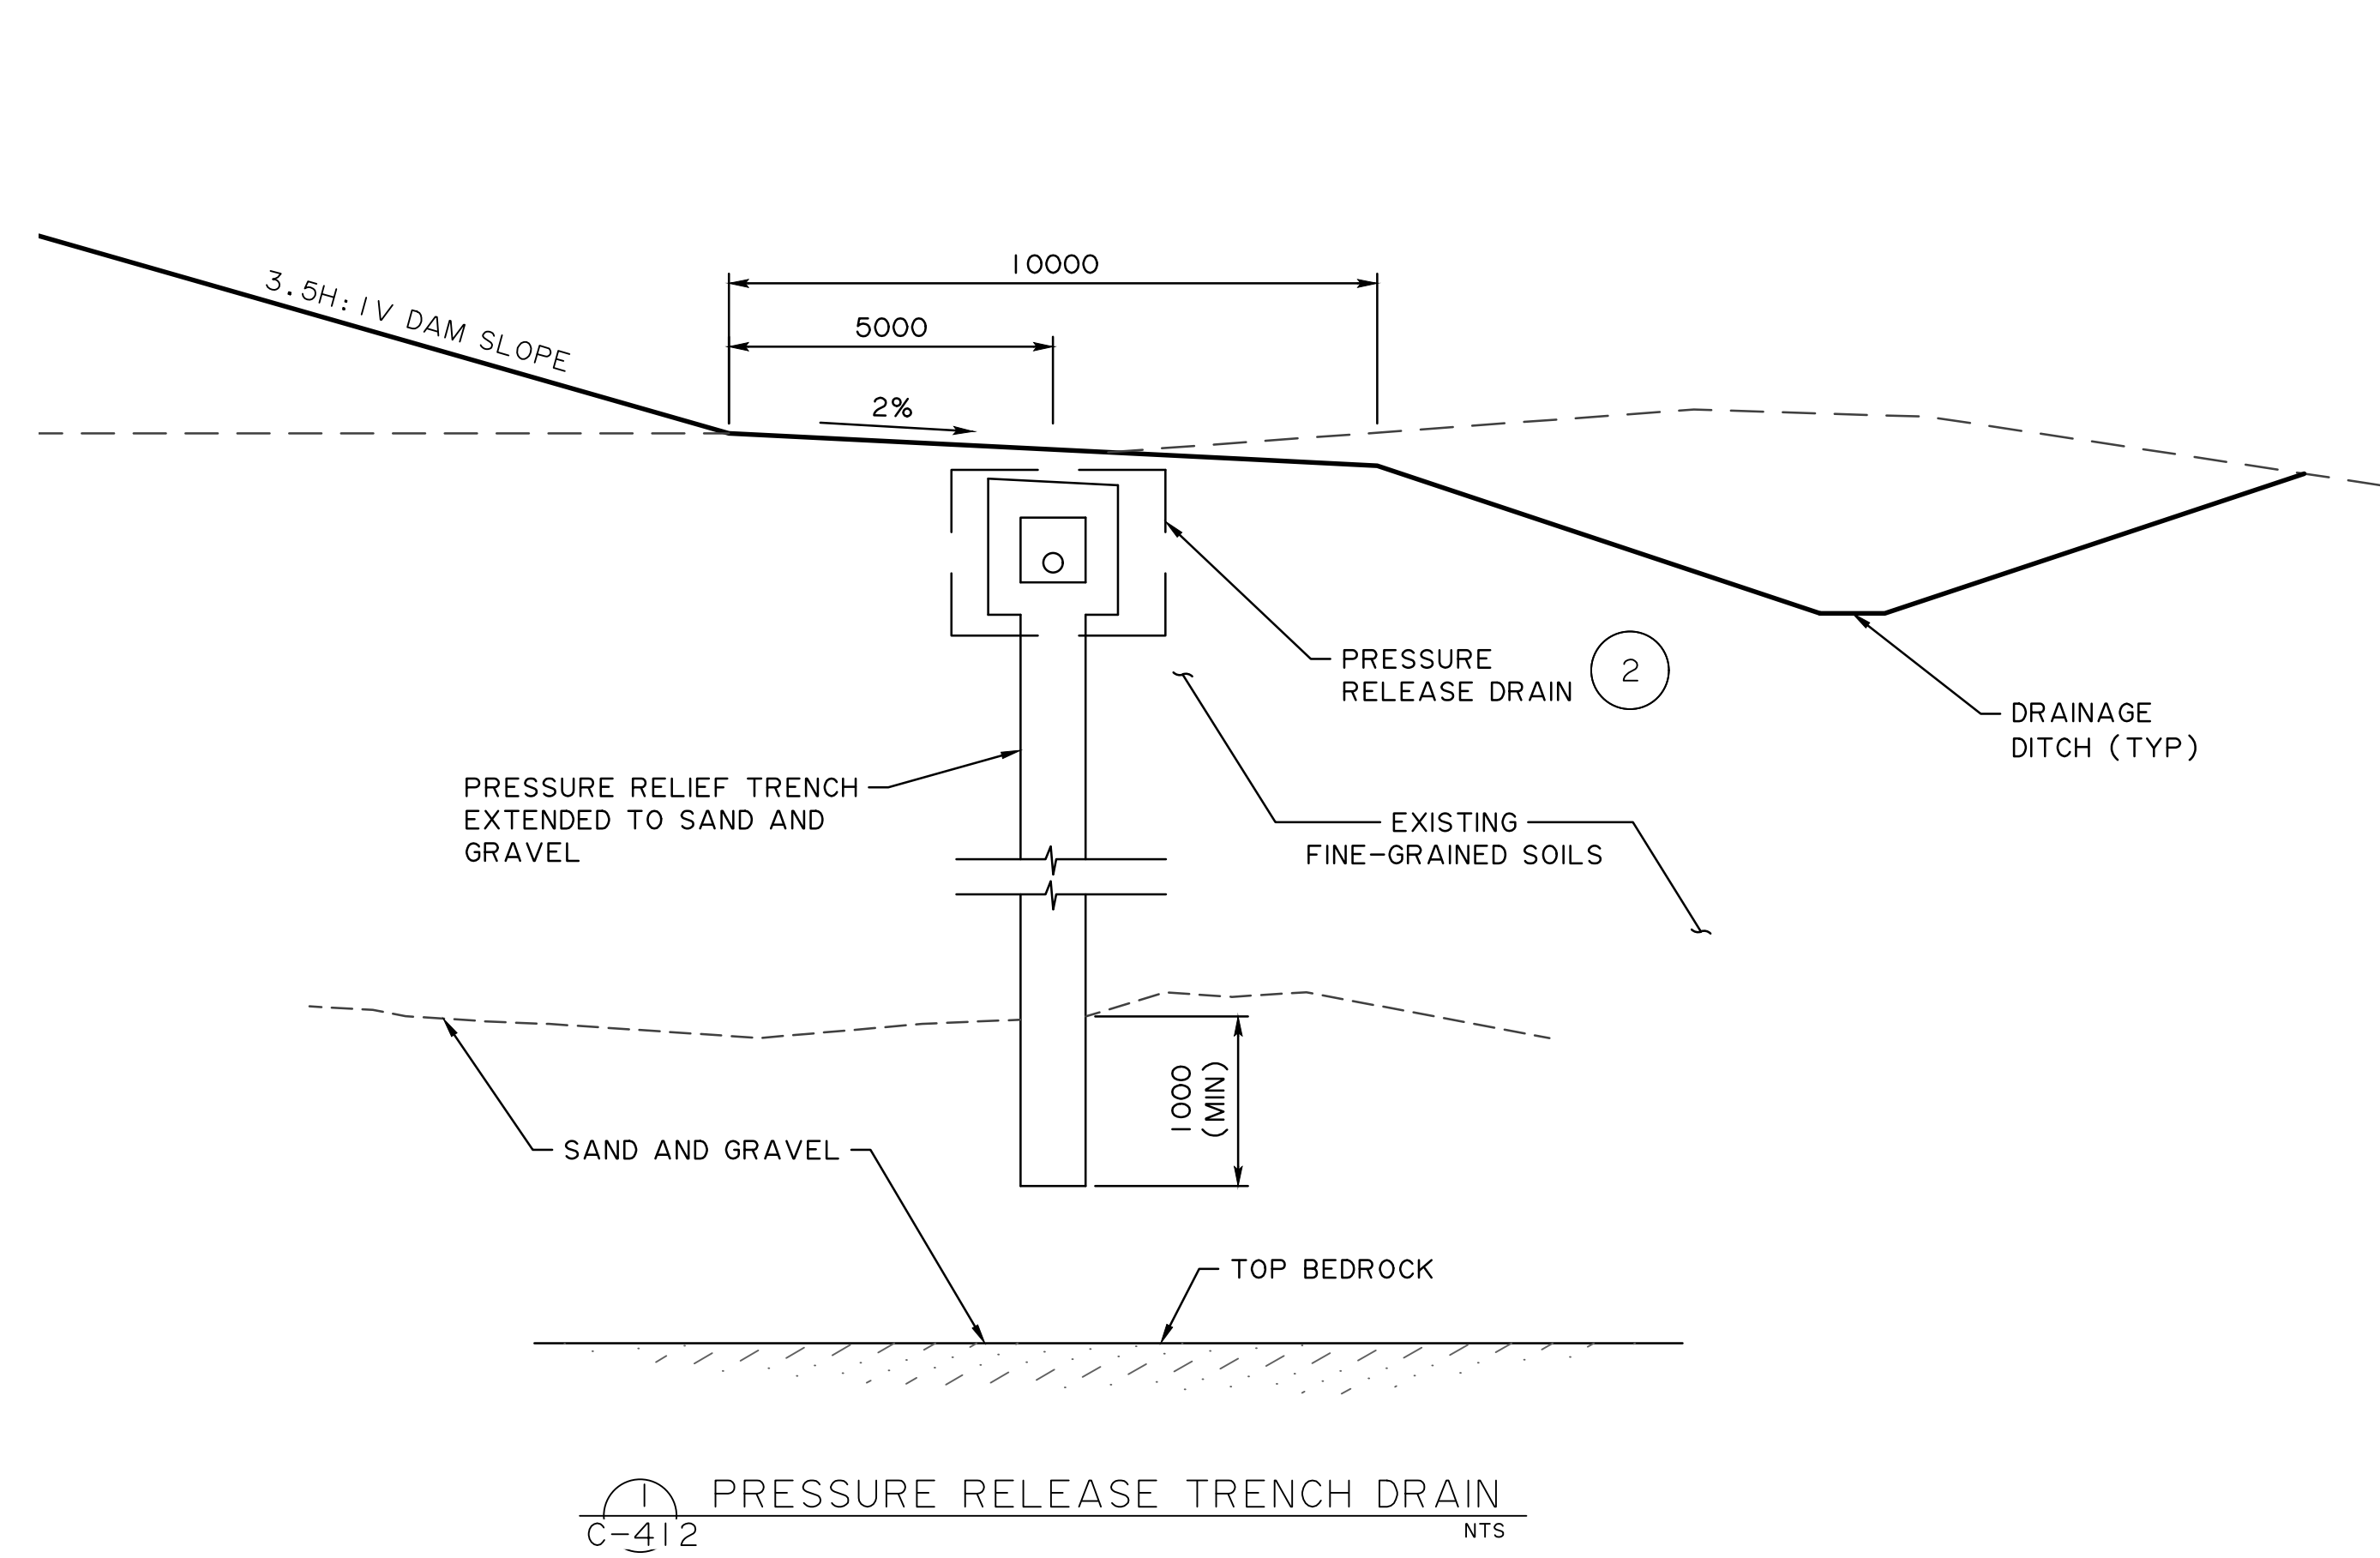 10000
5000
2%
3.5H:1V DAM SLOPE
PRESSURE
RELEASE DRAIN
2
DRAINAGE
DITCH (TYP)
PRESSURE RELIEF TRENCH
EXTENDED TO SAND AND
GRAVEL
EXISTING
FINE-GRAINED SOILS
1000
(MIN)
SAND AND GRAVEL
TOP BEDROCK
1
PRESSURE RELEASE TRENCH DRAIN
C-412
NTS